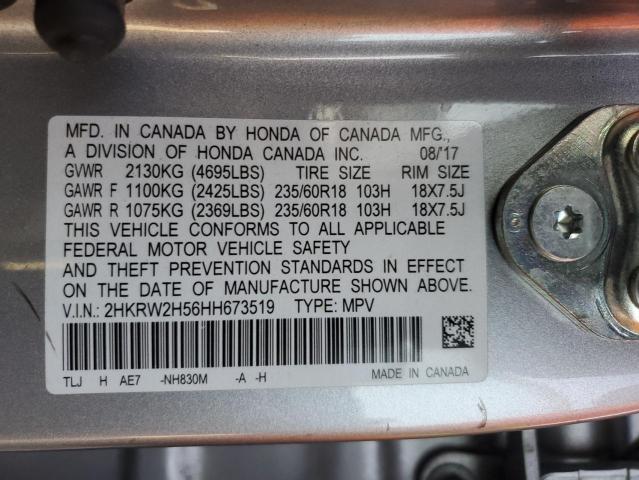 MFD. IN CANADA BY HONDA OF CANADA MFG.,
A DIVISION OF HONDA CANADA INC. 08/'17
GVWR 2130KG (4695LBS) TIRE SIZE RIM SIZE
GAWR F 1100KG (2425LBS) 235/60R18 103H 18X7.5J
GAWR R 1075KG (2369LBS) 235/60R18 103H 18X7.5J
THIS VEHICLE CONFORMS TO ALL APPLICABLE
FEDERAL MOTOR VEHICLE SAFETY
AND THEFT PREVENTION STANDARDS IN EFFECT
ON THE DATE OF MANUFACTURE SHOWN ABOVE.
V.I.N.: 2HKRW2H56HH673519 TYPE: MPV
TLJ H AE7 -NH830M -A -H MADE IN CANADA